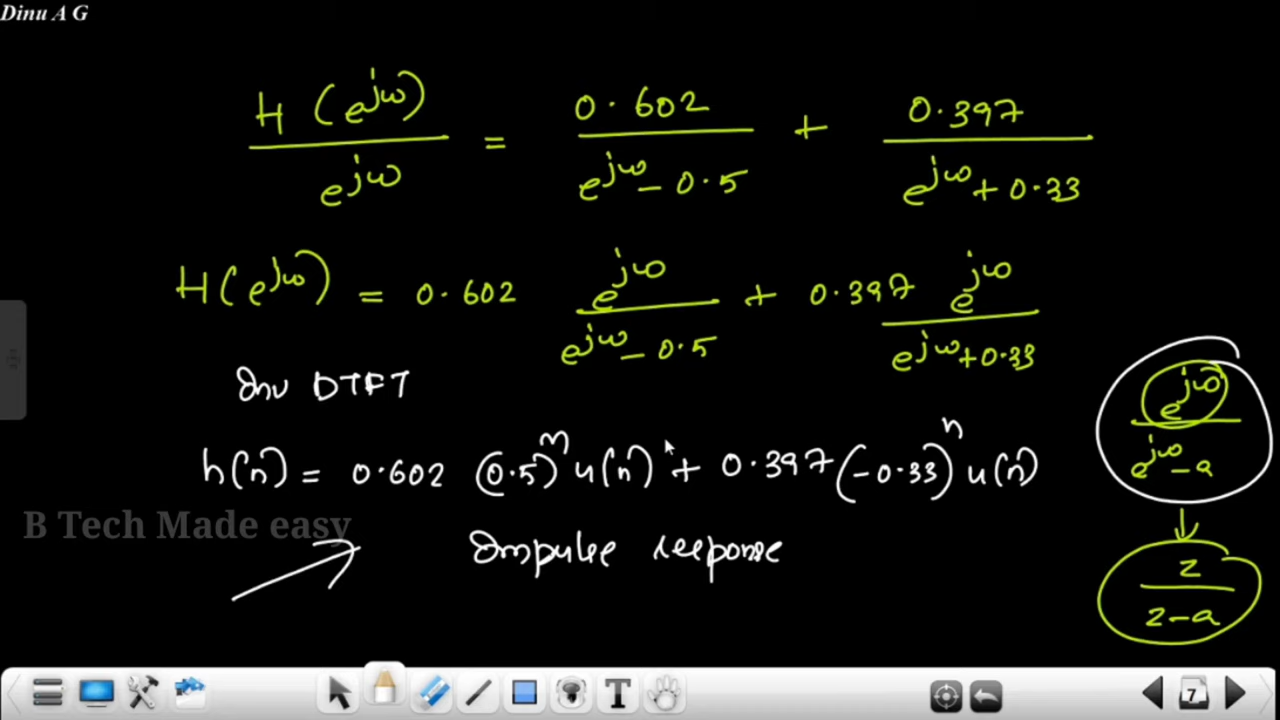 Dinu A G
H (e^jω) / e^jω = 0.602 / (e^jω - 0.5) + 0.397 / (e^jω + 0.33)
H(e^jω) = 0.602 e^jω / (e^jω - 0.5) + 0.397 e^jω / (e^jω + 0.33)
Inv DTFT
e^jω / (e^jω - a)
h(n) = 0.602 (0.5)^n u(n) + 0.397 (-0.33)^n u(n)
B Tech Made easy
Impulse response
z / (z - a)
T
7